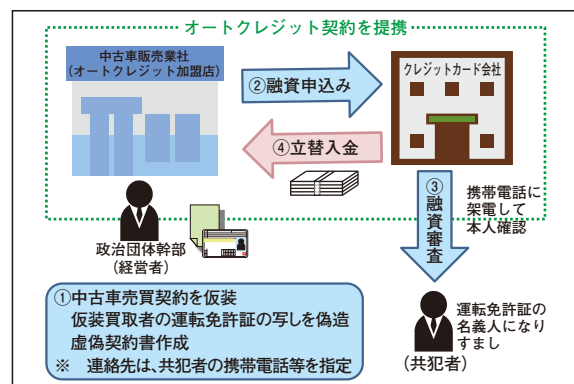 オートクレジット契約を提携
中古車販売業社
(オートクレジット加盟店)
②融資申込み
クレジットカード会社
④立替入金
③融資審査
携帯電話に
架電して
本人確認
政治団体幹部
(経営者)
①中古車売買契約を仮装
仮装買取者の運転免許証の写しを偽造
虚偽契約書作成
※ 連絡先は、共犯者の携帯電話等を指定
運転免許証の
名義人になり
すまし
(共犯者)